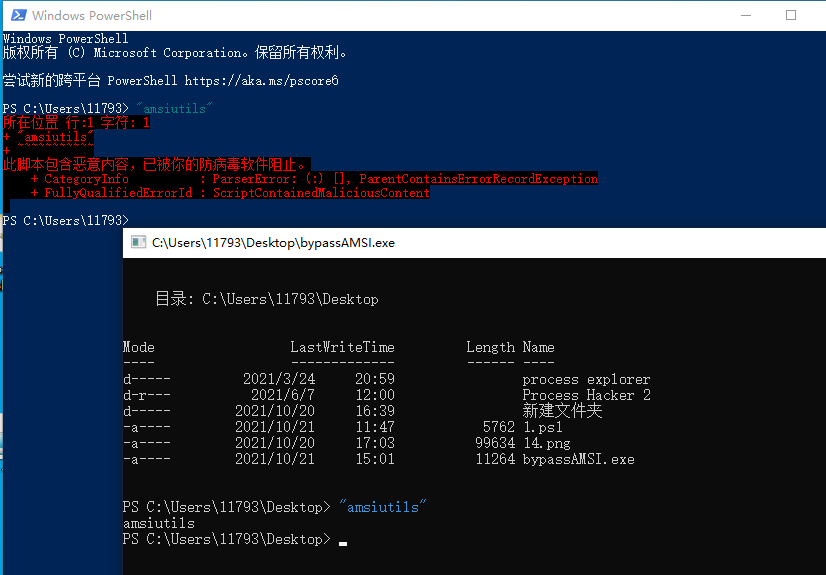 Windows PowerShell
Windows PowerShell
版权所有 (C) Microsoft Corporation。保留所有权利。
尝试新的跨平台 PowerShell https://aka.ms/pscore6
PS C:\Users\11793> "amsiutils"
所在位置 行:1 字符: 1
+ "amsiutils"
+ ~~~~~~~~~~~
此脚本包含恶意内容，已被你的防病毒软件阻止。
    + CategoryInfo          : ParserError: (:) [], ParentContainsErrorRecordException
    + FullyQualifiedErrorId : ScriptContainedMaliciousContent
PS C:\Users\11793>
C:\Users\11793\Desktop\bypassAMSI.exe
    目录: C:\Users\11793\Desktop
Mode                 LastWriteTime         Length Name
----                 -------------         ------ ----
d-----         2021/3/24     20:59                process explorer
d-r---          2021/6/7     12:00                Process Hacker 2
d-----        2021/10/20     16:39                新建文件夹
-a----        2021/10/21     11:47           5762 1.ps1
-a----        2021/10/20     17:03          99634 14.png
-a----        2021/10/21     15:01          11264 bypassAMSI.exe
PS C:\Users\11793\Desktop> "amsiutils"
amsiutils
PS C:\Users\11793\Desktop>